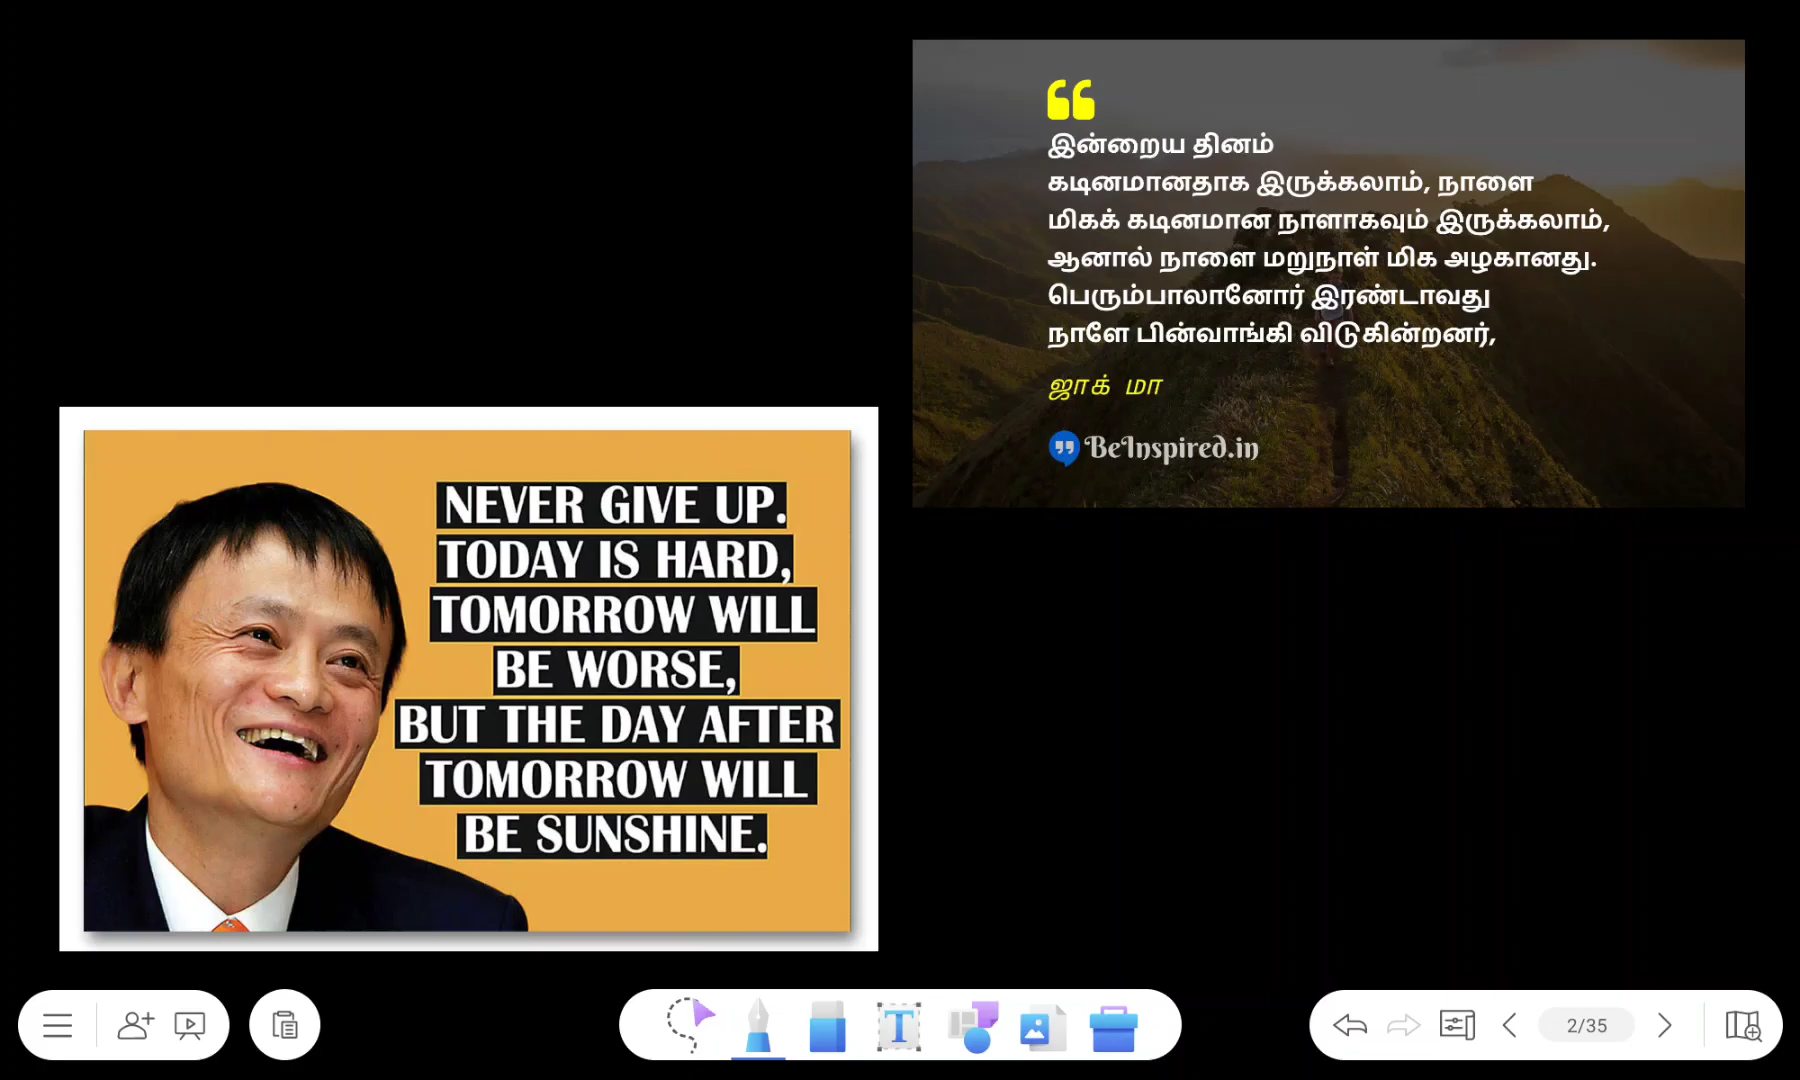 இன்றைய தினம்
கடினமானதாக இருக்கலாம், நாளை
மிகக் கடினமான நாளாகவும் இருக்கலாம்,
ஆனால் நாளை மறுநாள் மிக அழகானது.
பெரும்பாலானோர் இரண்டாவது
நாளே பின்வாங்கி விடுகின்றனர்,
ஜாக் மா
BeInspired.in
NEVER GIVE UP.
TODAY IS HARD,
TOMORROW WILL
BE WORSE,
BUT THE DAY AFTER
TOMORROW WILL
BE SUNSHINE.
T
2/35